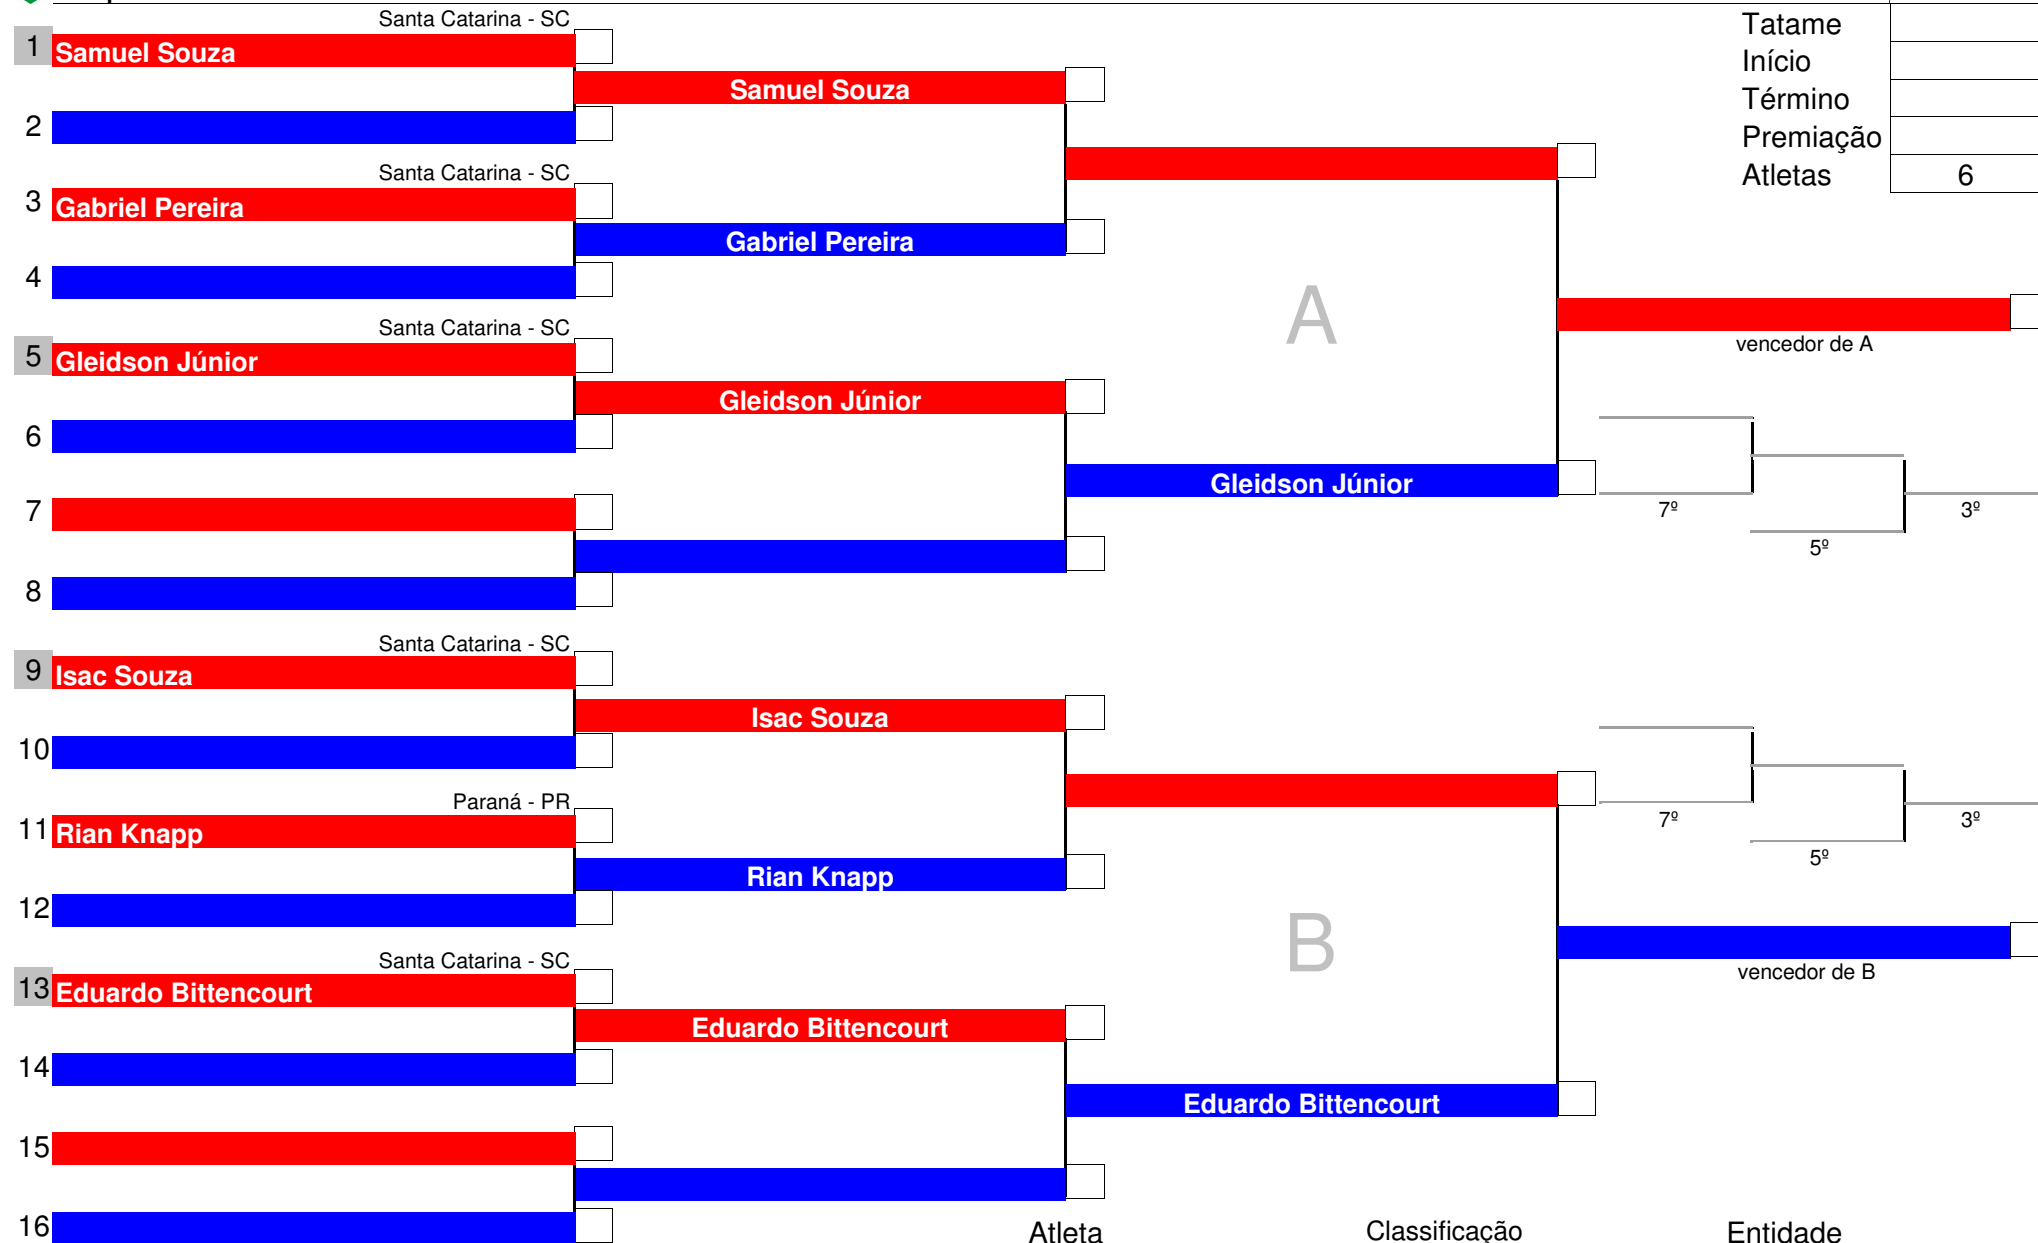 Santa Catarina - SC
Tatame
1 Samuel Souza
Samuel Souza
Início
2
Término
Premiação
Santa Catarina - SC
Atletas 6
3 Gabriel Pereira
Gabriel Pereira
4
A
Santa Catarina - SC
vencedor de A
5 Gleidson Júnior
Gleidson Júnior
6
Gleidson Júnior
7
7º 3º
5º
8
Santa Catarina - SC
9 Isac Souza
Isac Souza
10
Paraná - PR
7º 3º
11 Rian Knapp
5º
Rian Knapp
12
B
Santa Catarina - SC
vencedor de B
13 Eduardo Bittencourt
Eduardo Bittencourt
14
Eduardo Bittencourt
15
16
Atleta Classificação Entidade